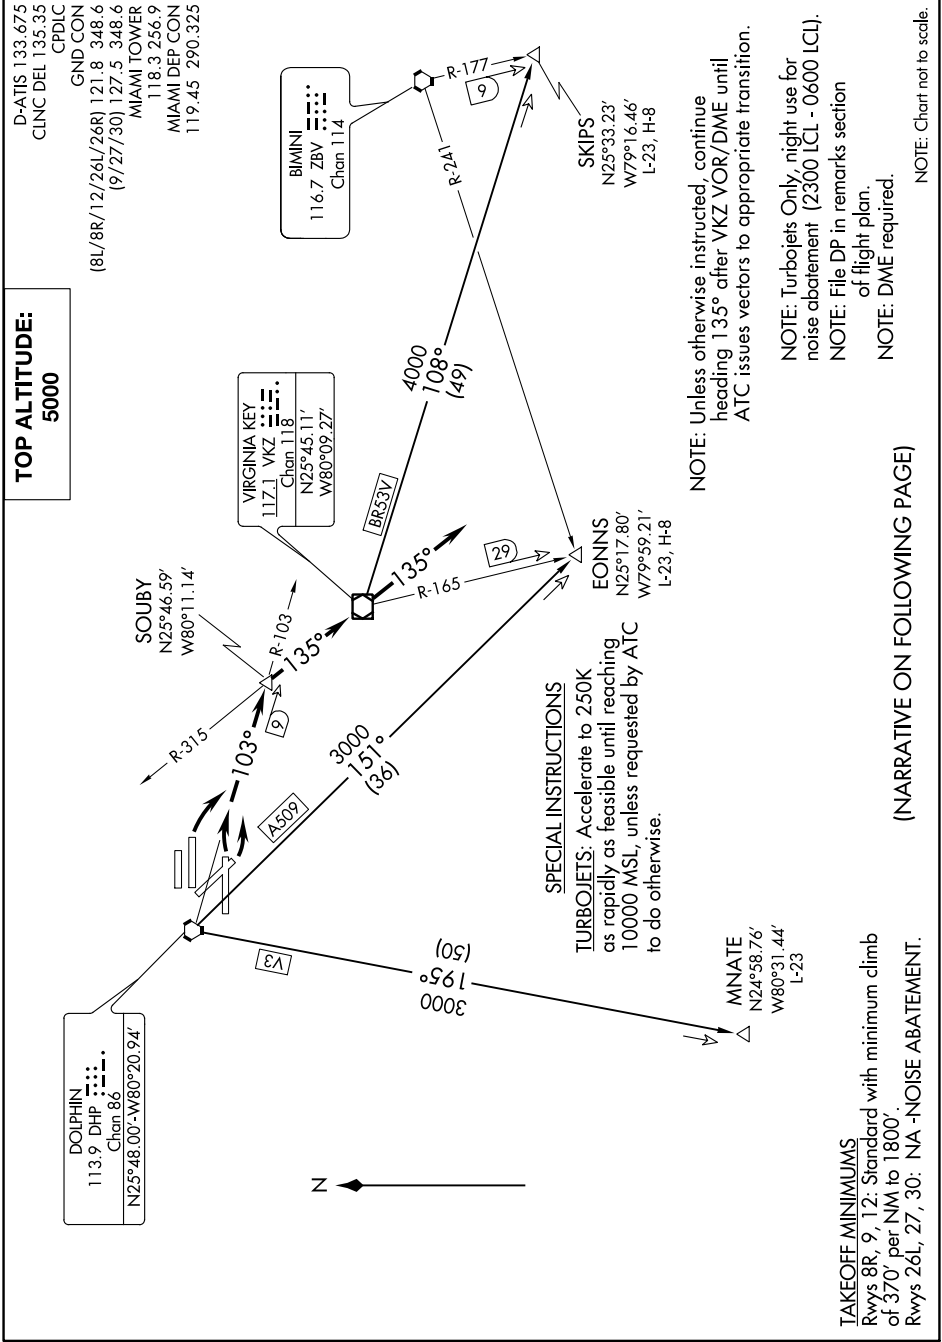 TOP ALTITUDE:
5000
D-ATIS 133.675
CLNC DEL 135.35
CPDLC
GND CON
(8L/8R/12/26L/26R) 121.8 348.6
(9/27/30) 127.5 348.6
MIAMI TOWER
118.3 256.9
MIAMI DEP CON
119.45 290.325
BIMINI
116.7 ZBV
Chan 114
R-177
9
R-241
SKIPS
N25°33.23′
W79°16.46′
L-23, H-8
VIRGINIA KEY
117.1 VKZ
Chan 118
N25°45.11′
W80°09.27′
4000
108°
(49)
BR53V
SOUBY
N25°46.59′
W80°11.14′
R-103
135°
135°
R-315
9
103°
R-165
29
EONNS
N25°17.80′
W79°59.21′
L-23, H-8
3000
151°
(36)
A509
DOLPHIN
113.9 DHP
Chan 86
N25°48.00′-W80°20.94′
V3
(50)
195°
3000
MNATE
N24°58.76′
W80°31.44′
L-23
N
SPECIAL INSTRUCTIONS
TURBOJETS: Accelerate to 250K
as rapidly as feasible until reaching
10000 MSL, unless requested by ATC
to do otherwise.
NOTE: Unless otherwise instructed, continue
heading 135° after VKZ VOR/DME until
ATC issues vectors to appropriate transition.
NOTE: Turbojets Only, night use for
noise abatement (2300 LCL - 0600 LCL).
NOTE: File DP in remarks section
of flight plan.
NOTE: DME required.
NOTE: Chart not to scale.
TAKEOFF MINIMUMS
Rwys 8R, 9, 12: Standard with minimum climb
of 370′ per NM to 1800′.
Rwys 26L, 27, 30: NA -NOISE ABATEMENT.
(NARRATIVE ON FOLLOWING PAGE)